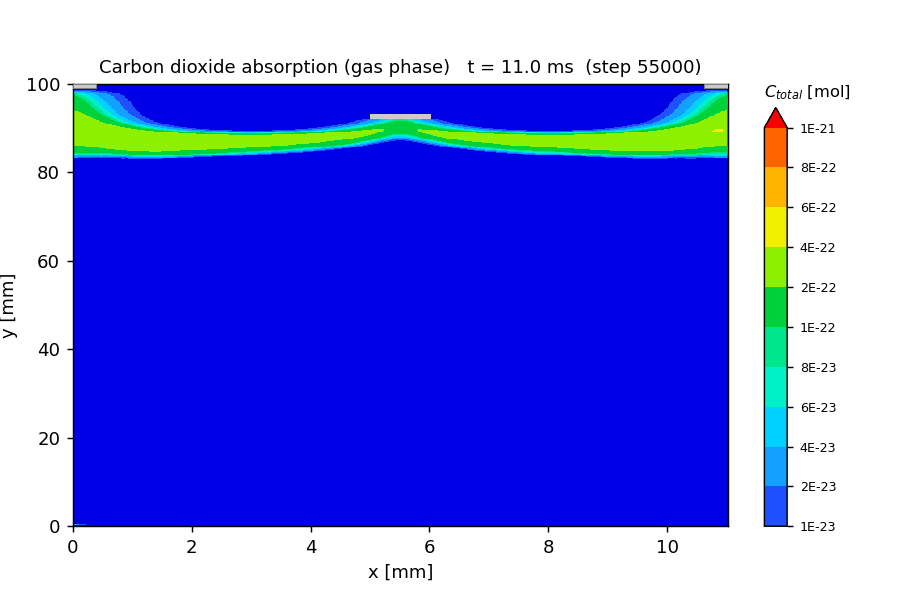 Carbon dioxide absorption (gas phase)   t = 11.0 ms  (step 55000)
C_total [mol]
1E-21
8E-22
6E-22
4E-22
2E-22
1E-22
8E-23
6E-23
4E-23
2E-23
1E-23
y [mm]
100
80
60
40
20
0
0 2 4 6 8 10
x [mm]